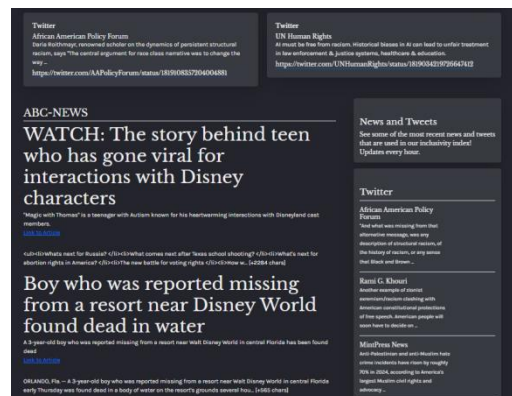 Twitter
African American Policy Forum
Daria Roithmayr, renowned scholar on the dynamics of persistent structural
racism, says "The central argument for race class narrative was to change the
way ...
https://twitter.com/AAPolicyForum/status/1819108357204004881
Twitter
UN Human Rights
AI must be free from racism. Historical biases in AI can lead to unfair treatment
in law enforcement & justice systems, healthcare & education.
https://twitter.com/UNHumanRights/status/1819034219726647412
ABC-NEWS
WATCH: The story behind teen
who has gone viral for
interactions with Disney
characters
"Magic with Thomas" is a teenager with Autism known for his heartwarming interactions with Disneyland cast
members.
Link to Article
<ul><li>Whats next for Russia? </li><li>What comes next after Texas school shooting? </li><li>What's next for
abortion rights in America? </li><li>The new battle for voting rights </li><li>How w... [+2284 chars]
Boy who was reported missing
from a resort near Disney World
found dead in water
A 3-year-old boy who was reported missing from a resort near Walt Disney World in central Florida has been found
dead
Link to Article
ORLANDO, Fla. -- A 3-year-old boy who was reported missing from a resort near Walt Disney World in central Florida
early Thursday was found dead in a body of water on the resort's grounds several hou... [+565 chars]
News and Tweets
See some of the most recent news and tweets
that are used in our inclusivity index!
Updates every hour.
Twitter
African American Policy
Forum
"And what was missing from that
alternative message, was any
description of structural racism, of
the history of racism, or any sense
that Black and Brown ...
Rami G. Khouri
Another example of zionist
extremism/racism clashing with
American constitutional protections
of free speech. American people will
soon have to decide on ...
MintPress News
Anti-Palestinian and anti-Muslim hate
crime incidents have risen by roughly
70% in 2024, according to America's
largest Muslim civil rights and
advocacy...